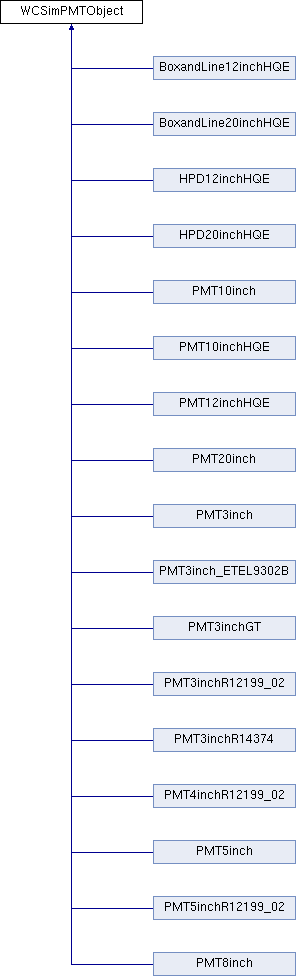 WCSimPMTObject
BoxandLine12inchHQE
BoxandLine20inchHQE
HPD12inchHQE
HPD20inchHQE
PMT10inch
PMT10inchHQE
PMT12inchHQE
PMT20inch
PMT3inch
PMT3inch_ETEL9302B
PMT3inchGT
PMT3inchR12199_02
PMT3inchR14374
PMT4inchR12199_02
PMT5inch
PMT5inchR12199_02
PMT8inch